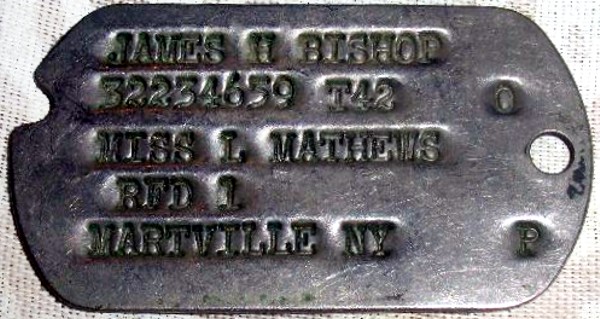 JAMES H BISHOP
32234659 T42 O
MISS L MATHEWS
RFD 1
MARTVILLE NY P